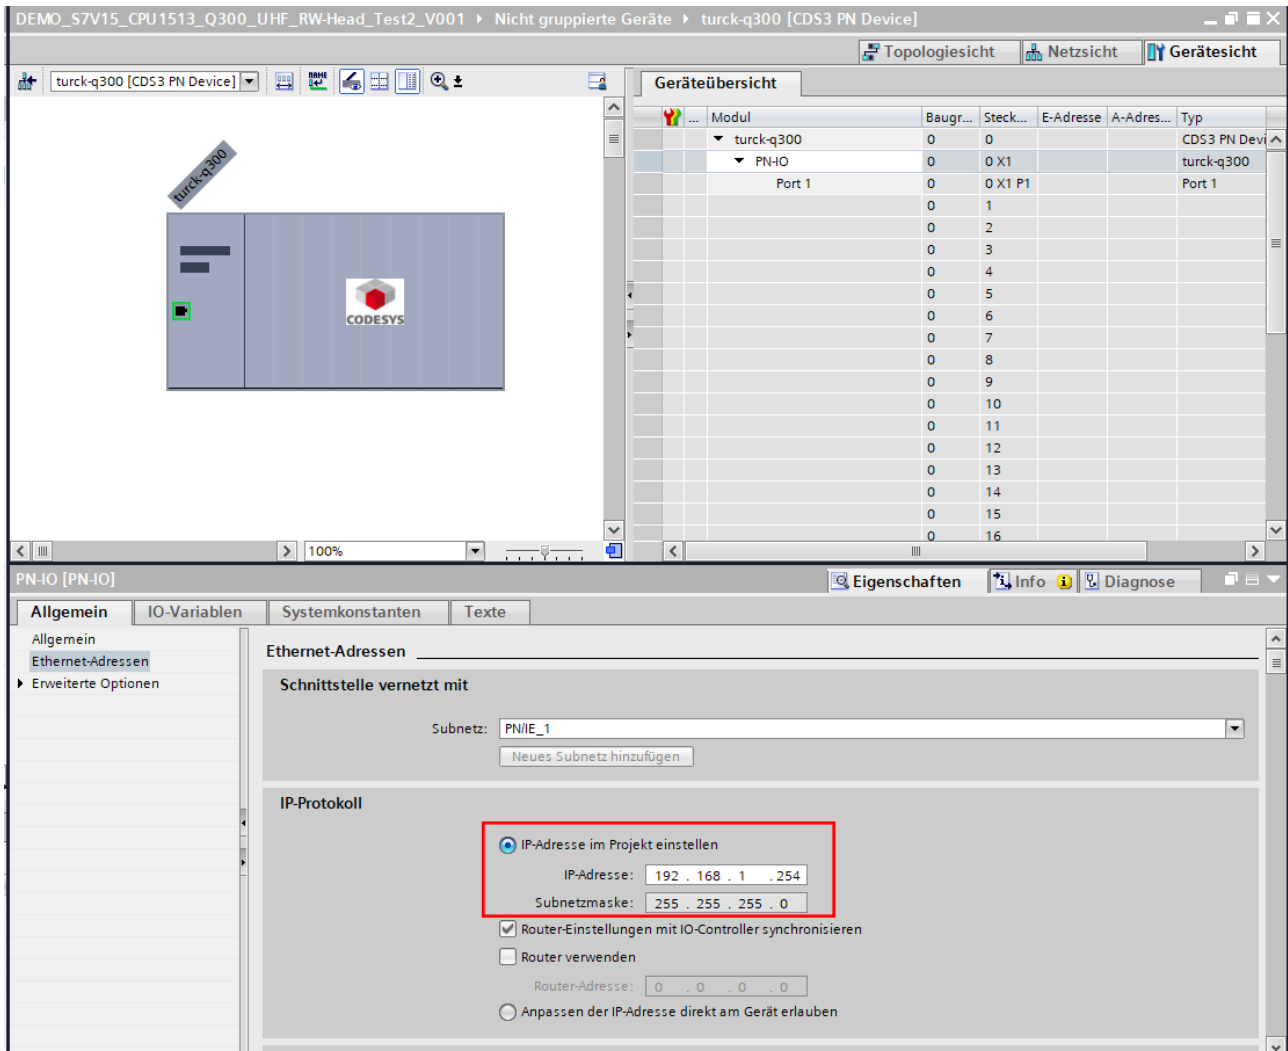 DEMO_S7V15_CPU1513_Q300_UHF_RW-Head_Test2_V001 Nicht gruppierte Geräte turck-q300 [CDS3 PN Device]
Topologiesicht Netzsicht Gerätesicht
turck-q300 [CDS3 PN Device]
Geräteübersicht
... Modul Baugr... Steck... E-Adresse A-Adres... Typ
turck-q300 0 0 CDS3 PN Devi
PN-IO 0 0 X1 turck-q300
Port 1 0 0 X1 P1 Port 1
0 1
0 2
0 3
0 4
0 5
0 6
0 7
0 8
0 9
0 10
0 11
0 12
0 13
0 14
0 15
0 16
turck-q300
CODESYS
100%
PN-IO [PN-IO]
Eigenschaften Info Diagnose
Allgemein IO-Variablen Systemkonstanten Texte
Allgemein
Ethernet-Adressen
Erweiterte Optionen
Ethernet-Adressen
Schnittstelle vernetzt mit
Subnetz: PN/IE_1
Neues Subnetz hinzufügen
IP-Protokoll
IP-Adresse im Projekt einstellen
IP-Adresse: 192 . 168 . 1 . 254
Subnetzmaske: 255 . 255 . 255 . 0
Router-Einstellungen mit IO-Controller synchronisieren
Router verwenden
Router-Adresse: 0 . 0 . 0 . 0
Anpassen der IP-Adresse direkt am Gerät erlauben